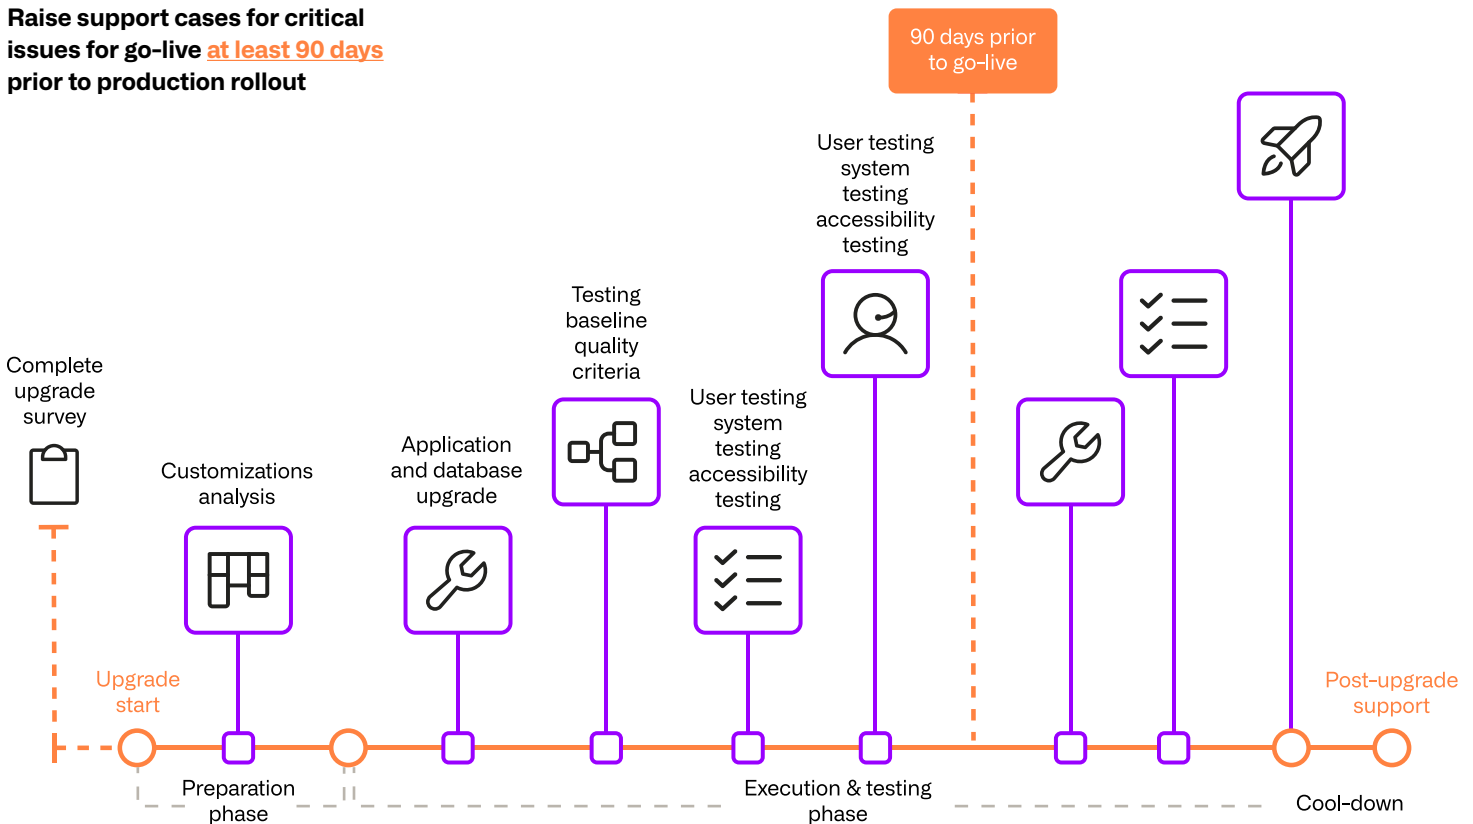 Raise support cases for critical
issues for go-live at least 90 days
prior to production rollout
90 days prior
to go-live
User testing
system
testing
accessibility
testing
Testing
baseline
quality
criteria
Complete
upgrade
survey
User testing
system
testing
accessibility
testing
Application
and database
upgrade
Customizations
analysis
Upgrade
start
Post-upgrade
support
Preparation
phase
Execution & testing
phase
Cool-down